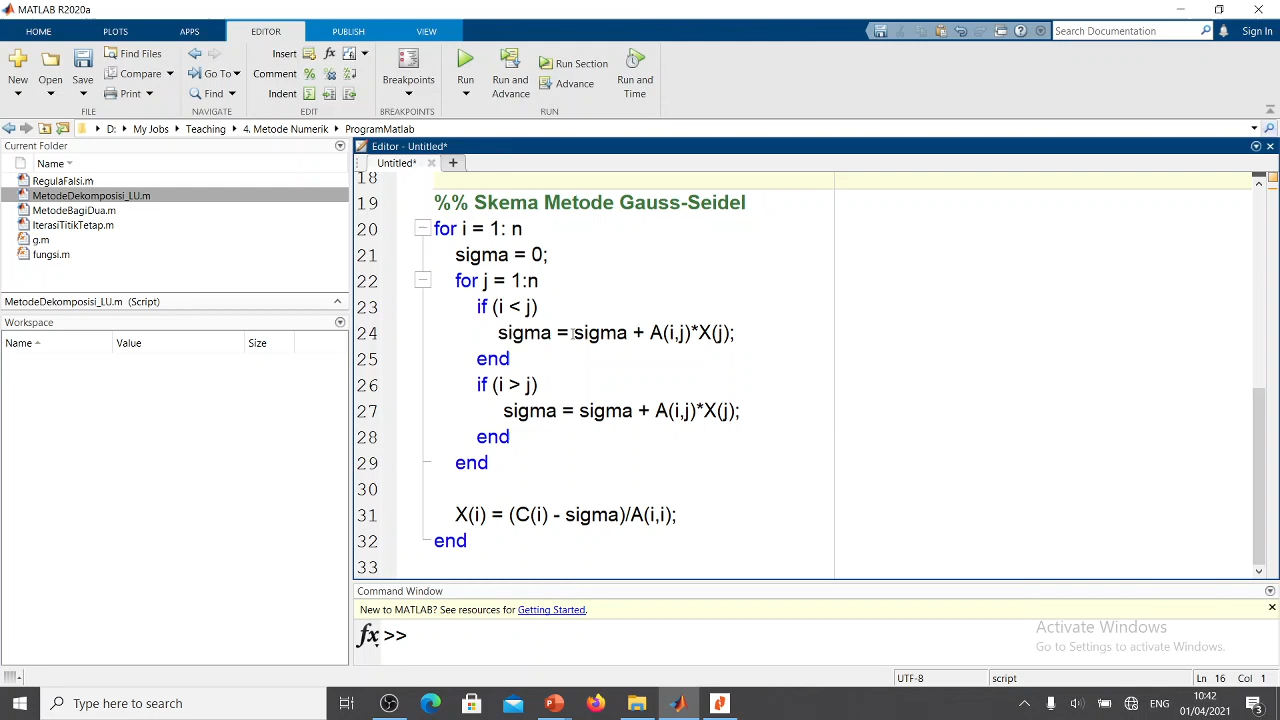 MATLAB R2020a
HOME PLOTS APPS EDITOR PUBLISH VIEW
Search Documentation
Sign In
New Open Save
Find Files
Compare
Print
Go To
Find
Insert
Comment
Indent
Breakpoints
Run
Run and Advance
Run Section
Advance
Run and Time
FILE NAVIGATE EDIT BREAKPOINTS RUN
D: My Jobs Teaching 4. Metode Numerik ProgramMatlab
Current Folder
Name
RegulaFalsi.m
MetodeDekomposisi_LU.m
MetodeBagiDua.m
IterasiTitikTetap.m
g.m
fungsi.m
MetodeDekomposisi_LU.m (Script)
Workspace
Name Value Size
Editor - Untitled*
Untitled*
18
19 %% Skema Metode Gauss-Seidel
20 for i = 1: n
21 sigma = 0;
22 for j = 1:n
23 if (i < j)
24 sigma = sigma + A(i,j)*X(j);
25 end
26 if (i > j)
27 sigma = sigma + A(i,j)*X(j);
28 end
29 end
30
31 X(i) = (C(i) - sigma)/A(i,i);
32 end
33
Command Window
New to MATLAB? See resources for Getting Started.
fx >>
Activate Windows
Go to Settings to activate Windows.
UTF-8 script Ln 16 Col 1
Type here to search
ENG
10:42
01/04/2021
3